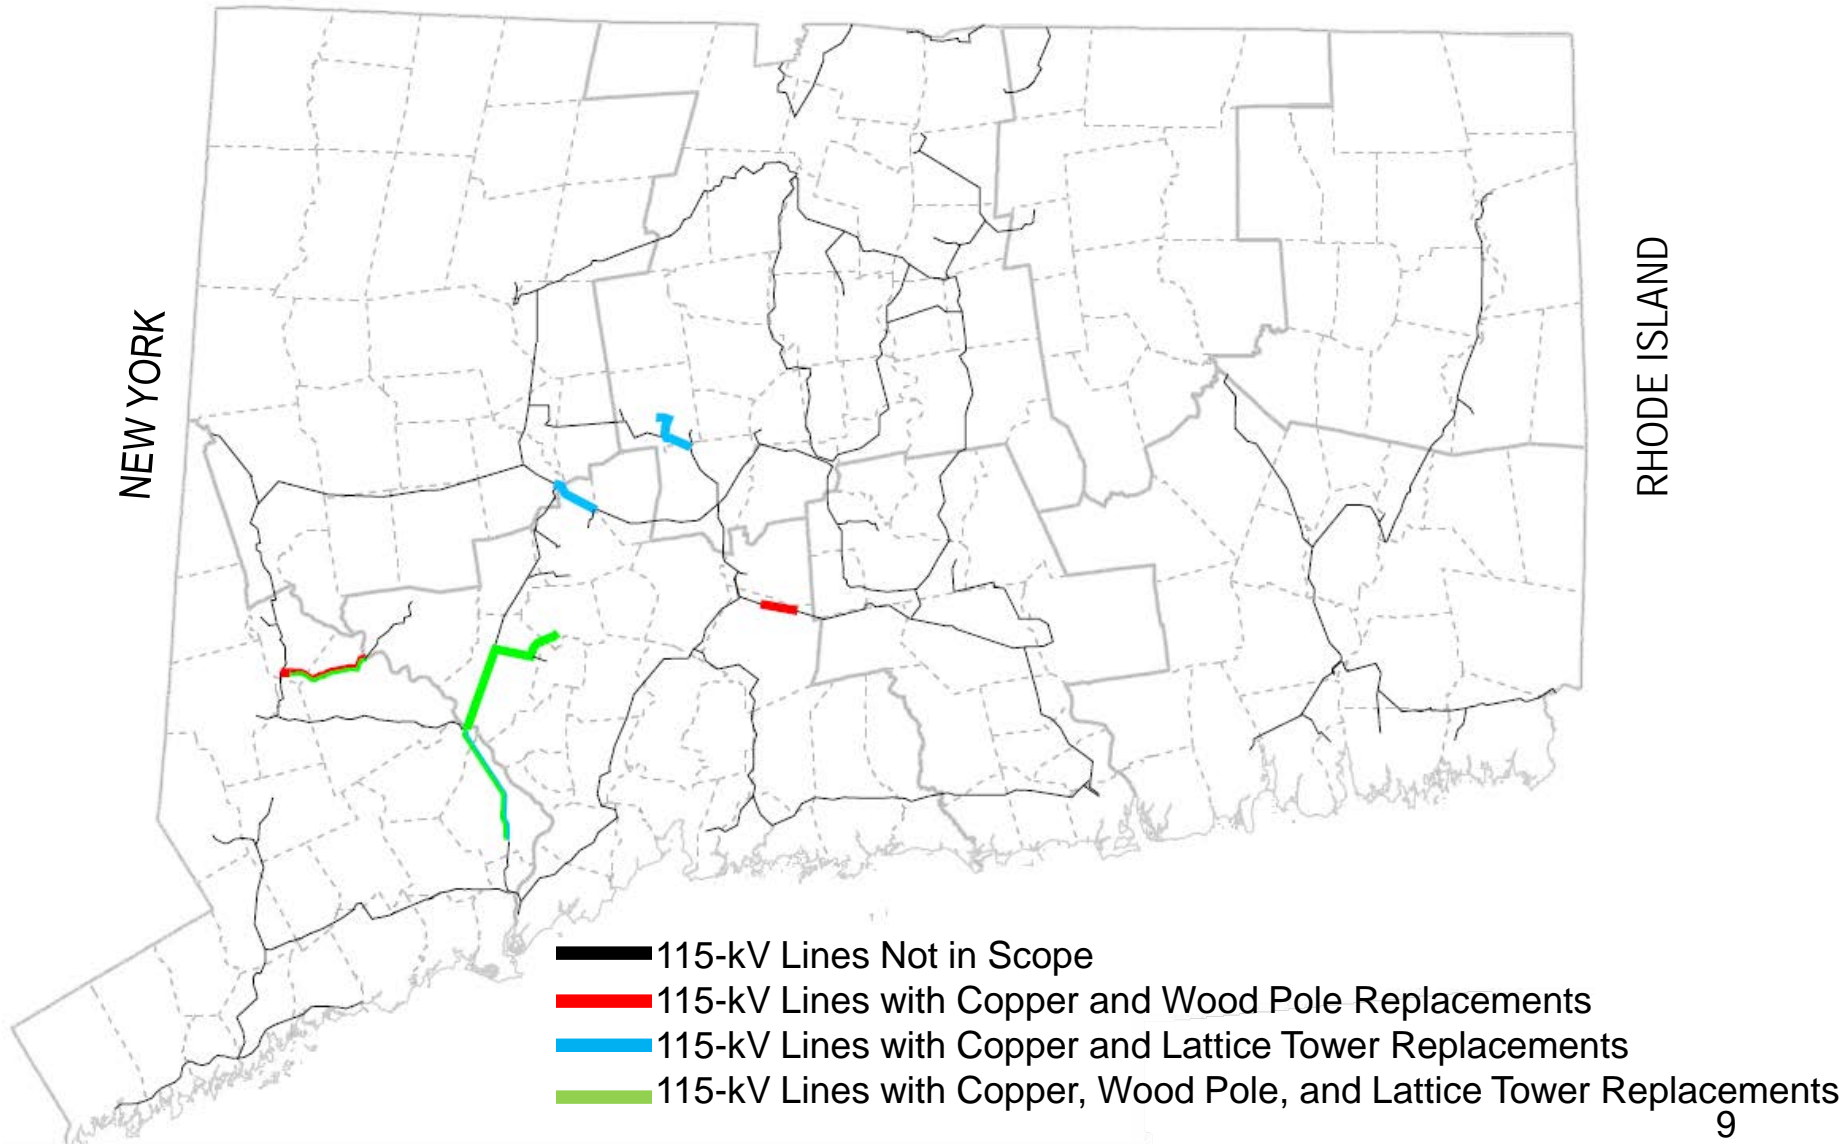 NEW YORK
RHODE ISLAND
115-kV Lines Not in Scope
115-kV Lines with Copper and Wood Pole Replacements
115-kV Lines with Copper and Lattice Tower Replacements
115-kV Lines with Copper, Wood Pole, and Lattice Tower Replacements
9